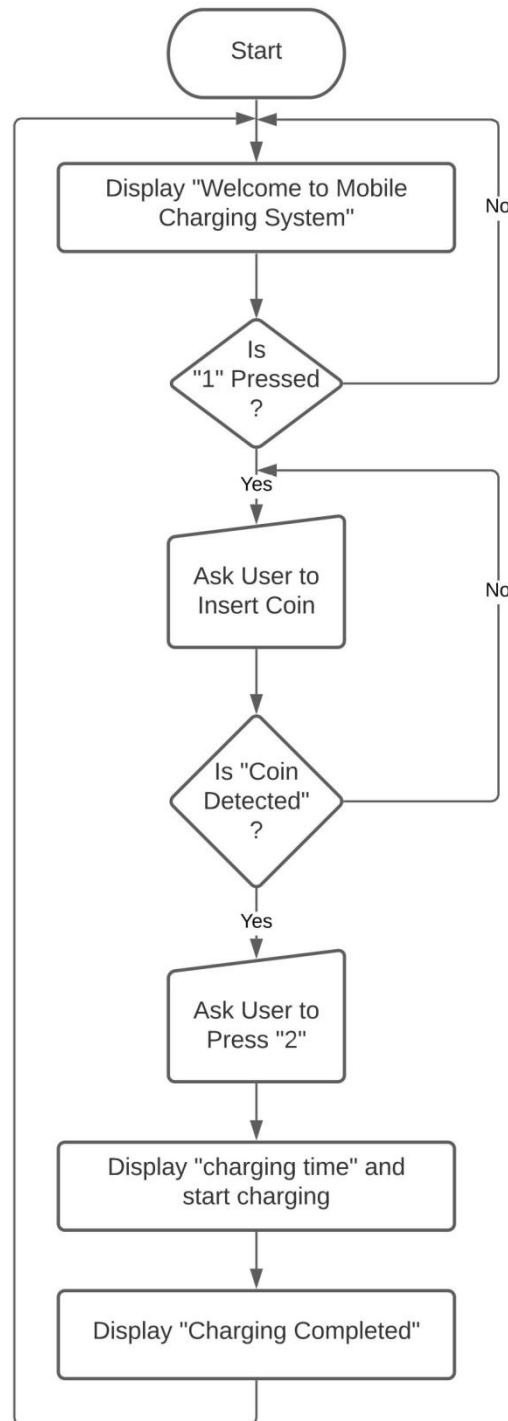 Start
Display "Welcome to Mobile
Charging System"
No
Is
"1" Pressed
?
Yes
Ask User to
Insert Coin
No
Is "Coin
Detected"
?
Yes
Ask User to
Press "2"
Display "charging time" and
start charging
Display "Charging Completed"